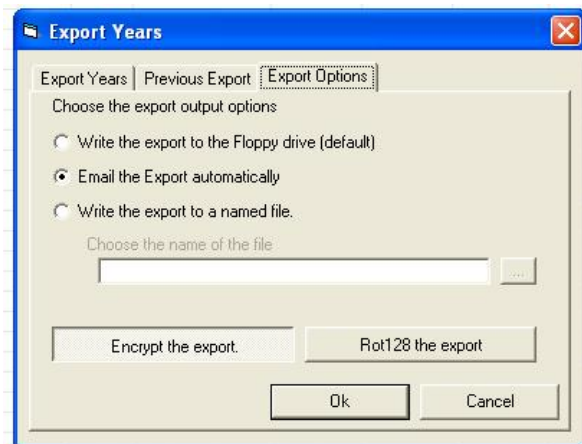 Export Years
Export Years Previous Export Export Options
Choose the export output options
Write the export to the Floppy drive (default)
Email the Export automatically
Write the export to a named file.
Choose the name of the file
...
Encrypt the export. Rot128 the export
Ok Cancel